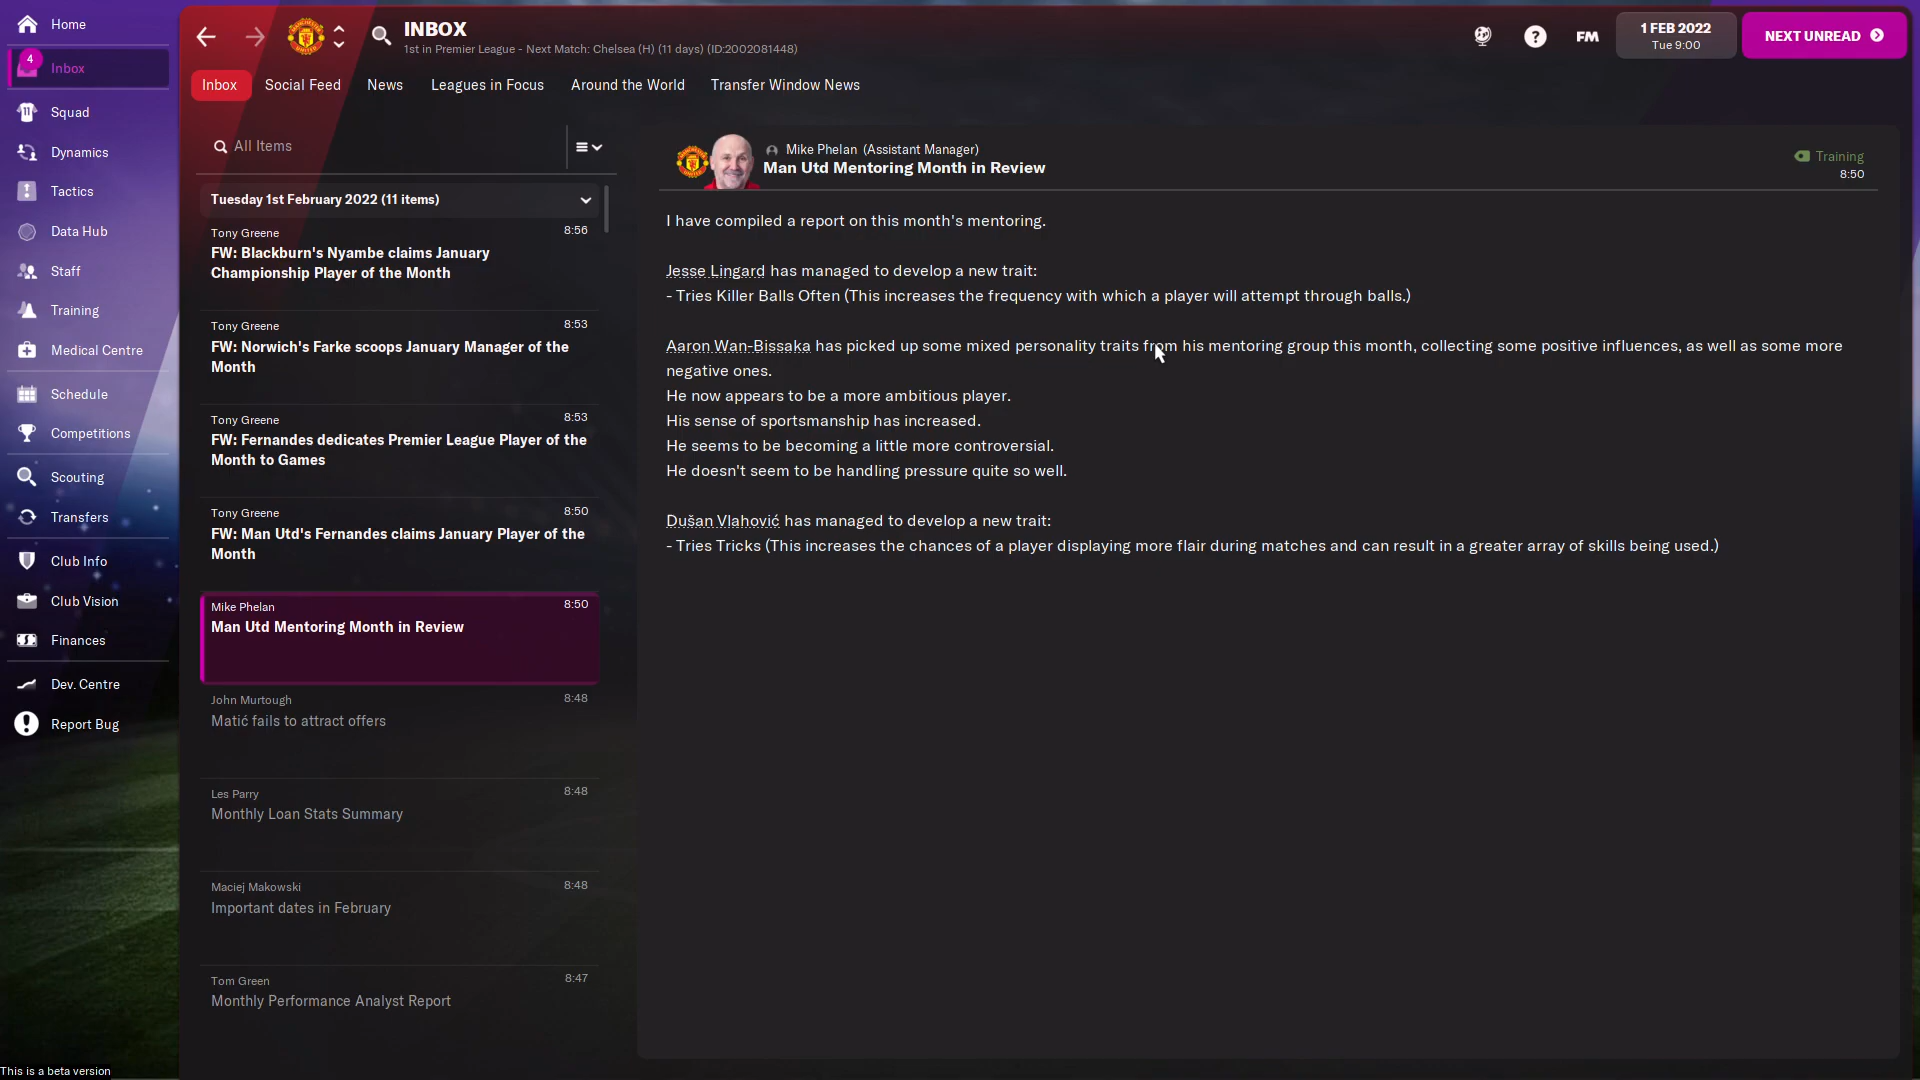 Home
4
Inbox
Squad
Dynamics
Tactics
Data Hub
Staff
Training
Medical Centre
Schedule
Competitions
Scouting
Transfers
Club Info
Club Vision
Finances
Dev. Centre
Report Bug
This is a beta version
INBOX
1st in Premier League - Next Match: Chelsea (H) (11 days) (ID:2002081448)
FM
1 FEB 2022
Tue 9:00
NEXT UNREAD
Inbox
Social Feed
News
Leagues in Focus
Around the World
Transfer Window News
All Items
Tuesday 1st February 2022 (11 items)
Tony Greene 8:56
FW: Blackburn's Nyambe claims January
Championship Player of the Month
Tony Greene 8:53
FW: Norwich's Farke scoops January Manager of the
Month
Tony Greene 8:53
FW: Fernandes dedicates Premier League Player of the
Month to Games
Tony Greene 8:50
FW: Man Utd's Fernandes claims January Player of the
Month
Mike Phelan 8:50
Man Utd Mentoring Month in Review
John Murtough 8:48
Matić fails to attract offers
Les Parry 8:48
Monthly Loan Stats Summary
Maciej Makowski 8:48
Important dates in February
Tom Green 8:47
Monthly Performance Analyst Report
Mike Phelan (Assistant Manager)
Man Utd Mentoring Month in Review
Training
8:50
I have compiled a report on this month's mentoring.
Jesse Lingard has managed to develop a new trait:
- Tries Killer Balls Often (This increases the frequency with which a player will attempt through balls.)
Aaron Wan-Bissaka has picked up some mixed personality traits from his mentoring group this month, collecting some positive influences, as well as some more
negative ones.
He now appears to be a more ambitious player.
His sense of sportsmanship has increased.
He seems to be becoming a little more controversial.
He doesn't seem to be handling pressure quite so well.
Dušan Vlahović has managed to develop a new trait:
- Tries Tricks (This increases the chances of a player displaying more flair during matches and can result in a greater array of skills being used.)